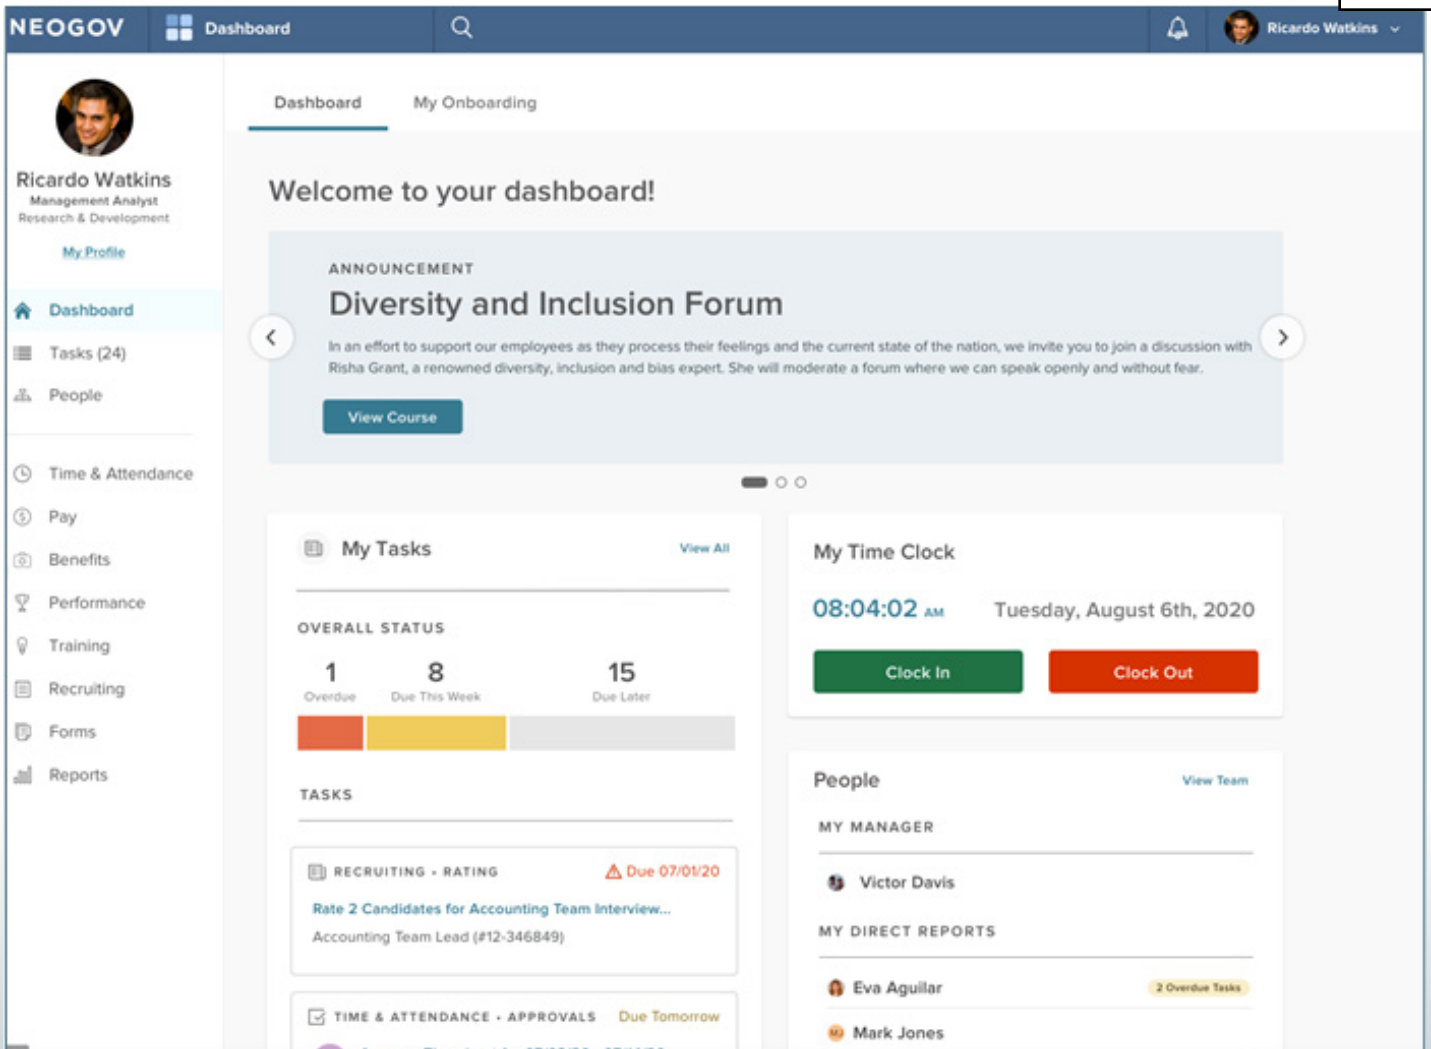 NEOGOV
Dashboard
Ricardo Watkins
Ricardo Watkins
Management Analyst
Research & Development
My Profile
Dashboard
Tasks (24)
People
Time & Attendance
Pay
Benefits
Performance
Training
Recruiting
Forms
Reports
Dashboard
My Onboarding
Welcome to your dashboard!
ANNOUNCEMENT
Diversity and Inclusion Forum
In an effort to support our employees as they process their feelings and the current state of the nation, we invite you to join a discussion with
Risha Grant, a renowned diversity, inclusion and bias expert. She will moderate a forum where we can speak openly and without fear.
View Course
My Tasks
View All
OVERALL STATUS
1
Overdue
8
Due This Week
15
Due Later
TASKS
RECRUITING - RATING
Due 07/01/20
Rate 2 Candidates for Accounting Team Interview...
Accounting Team Lead (#12-346849)
TIME & ATTENDANCE - APPROVALS
Due Tomorrow
My Time Clock
08:04:02 AM
Tuesday, August 6th, 2020
Clock In
Clock Out
People
View Team
MY MANAGER
Victor Davis
MY DIRECT REPORTS
Eva Aguilar
2 Overdue Tasks
MJ
Mark Jones